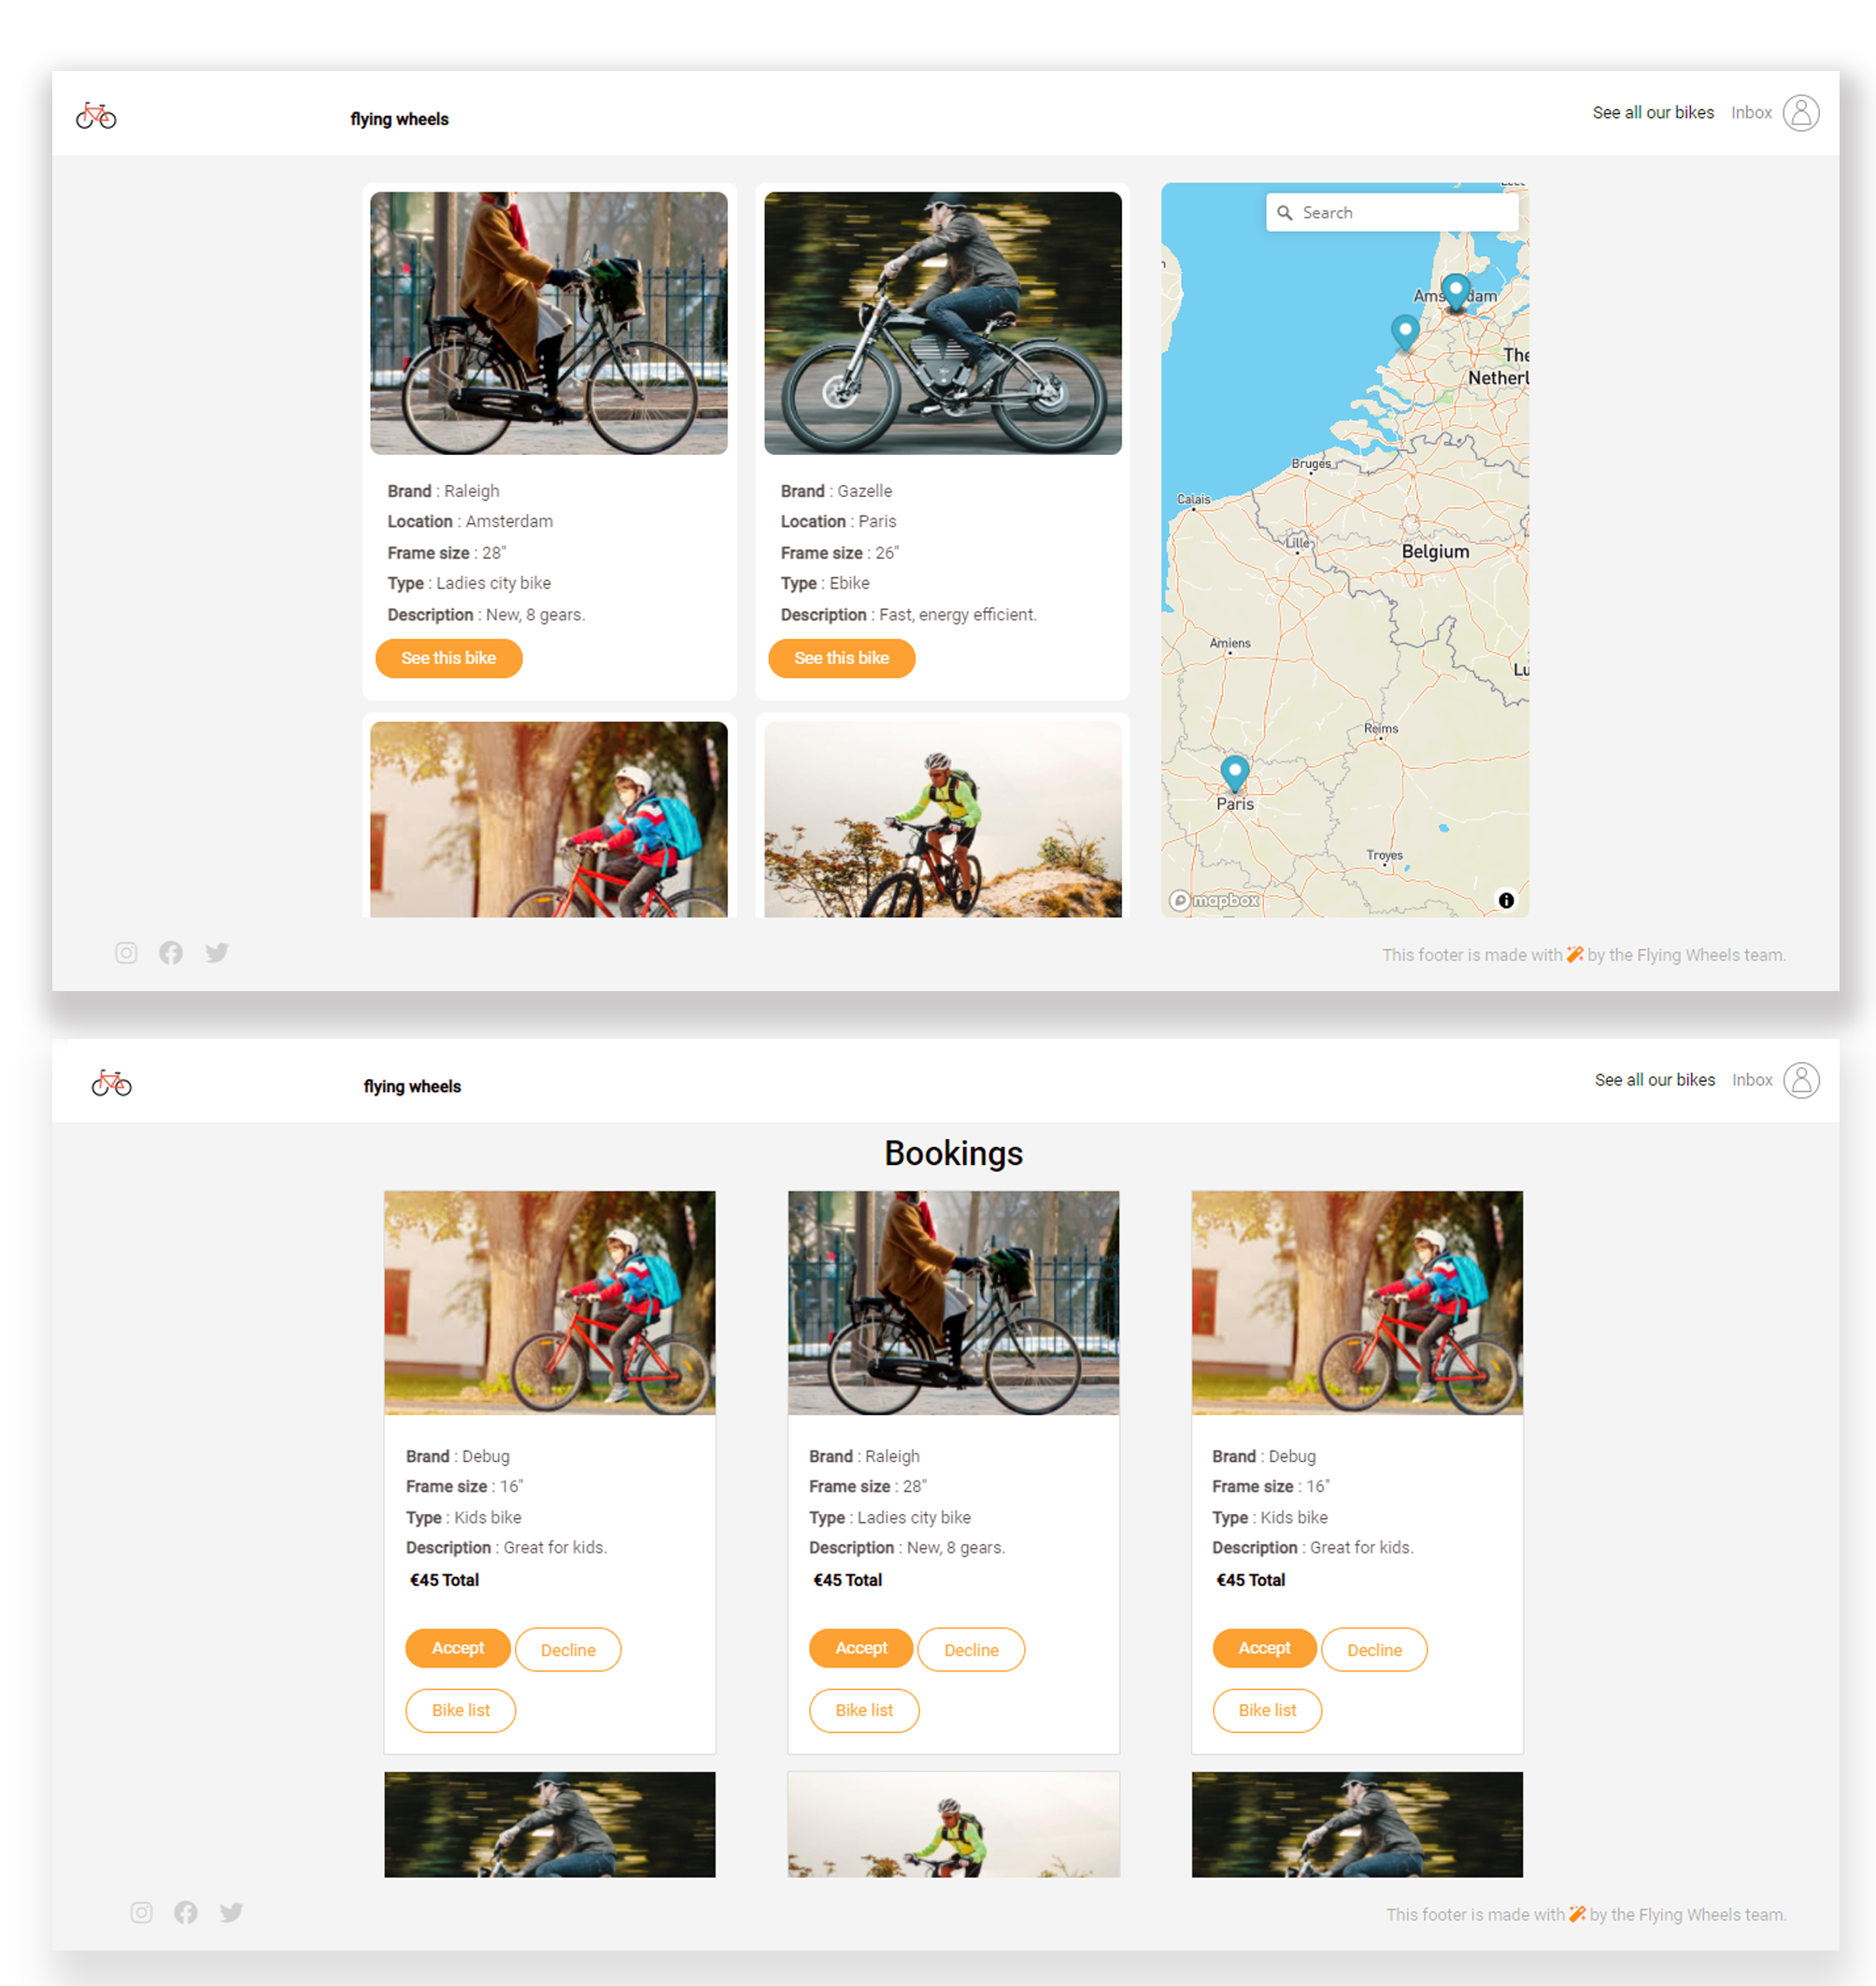 flying wheels
See all our bikes Inbox
Search
Amsterdam
The
Netherl
Bruges
Calais
Lille
Belgium
Amiens
Lu
Reims
Paris
Troyes
mapbox
Brand : Raleigh
Location : Amsterdam
Frame size : 28"
Type : Ladies city bike
Description : New, 8 gears.
See this bike
Brand : Gazelle
Location : Paris
Frame size : 26"
Type : Ebike
Description : Fast, energy efficient.
See this bike
This footer is made with by the Flying Wheels team.
flying wheels
See all our bikes Inbox
Bookings
Brand : Debug
Frame size : 16"
Type : Kids bike
Description : Great for kids.
€45 Total
Accept Decline
Bike list
Brand : Raleigh
Frame size : 28"
Type : Ladies city bike
Description : New, 8 gears.
€45 Total
Accept Decline
Bike list
Brand : Debug
Frame size : 16"
Type : Kids bike
Description : Great for kids.
€45 Total
Accept Decline
Bike list
This footer is made with by the Flying Wheels team.